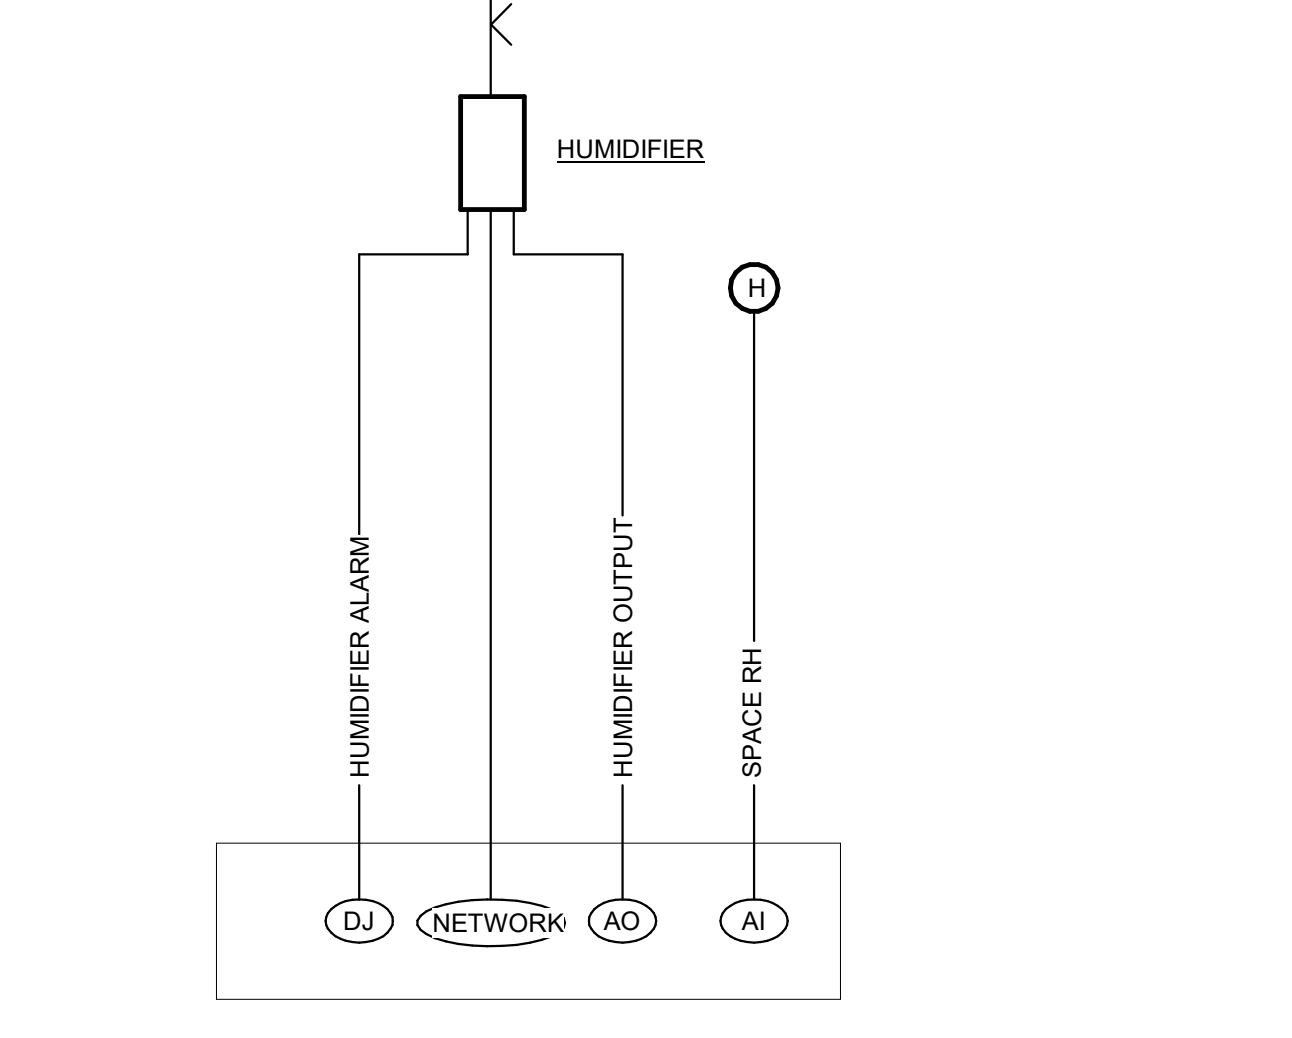 HUMIDIFIER
H
HUMIDIFIER ALARM
HUMIDIFIER OUTPUT
SPACE RH
DJ
NETWORK
AO
AI